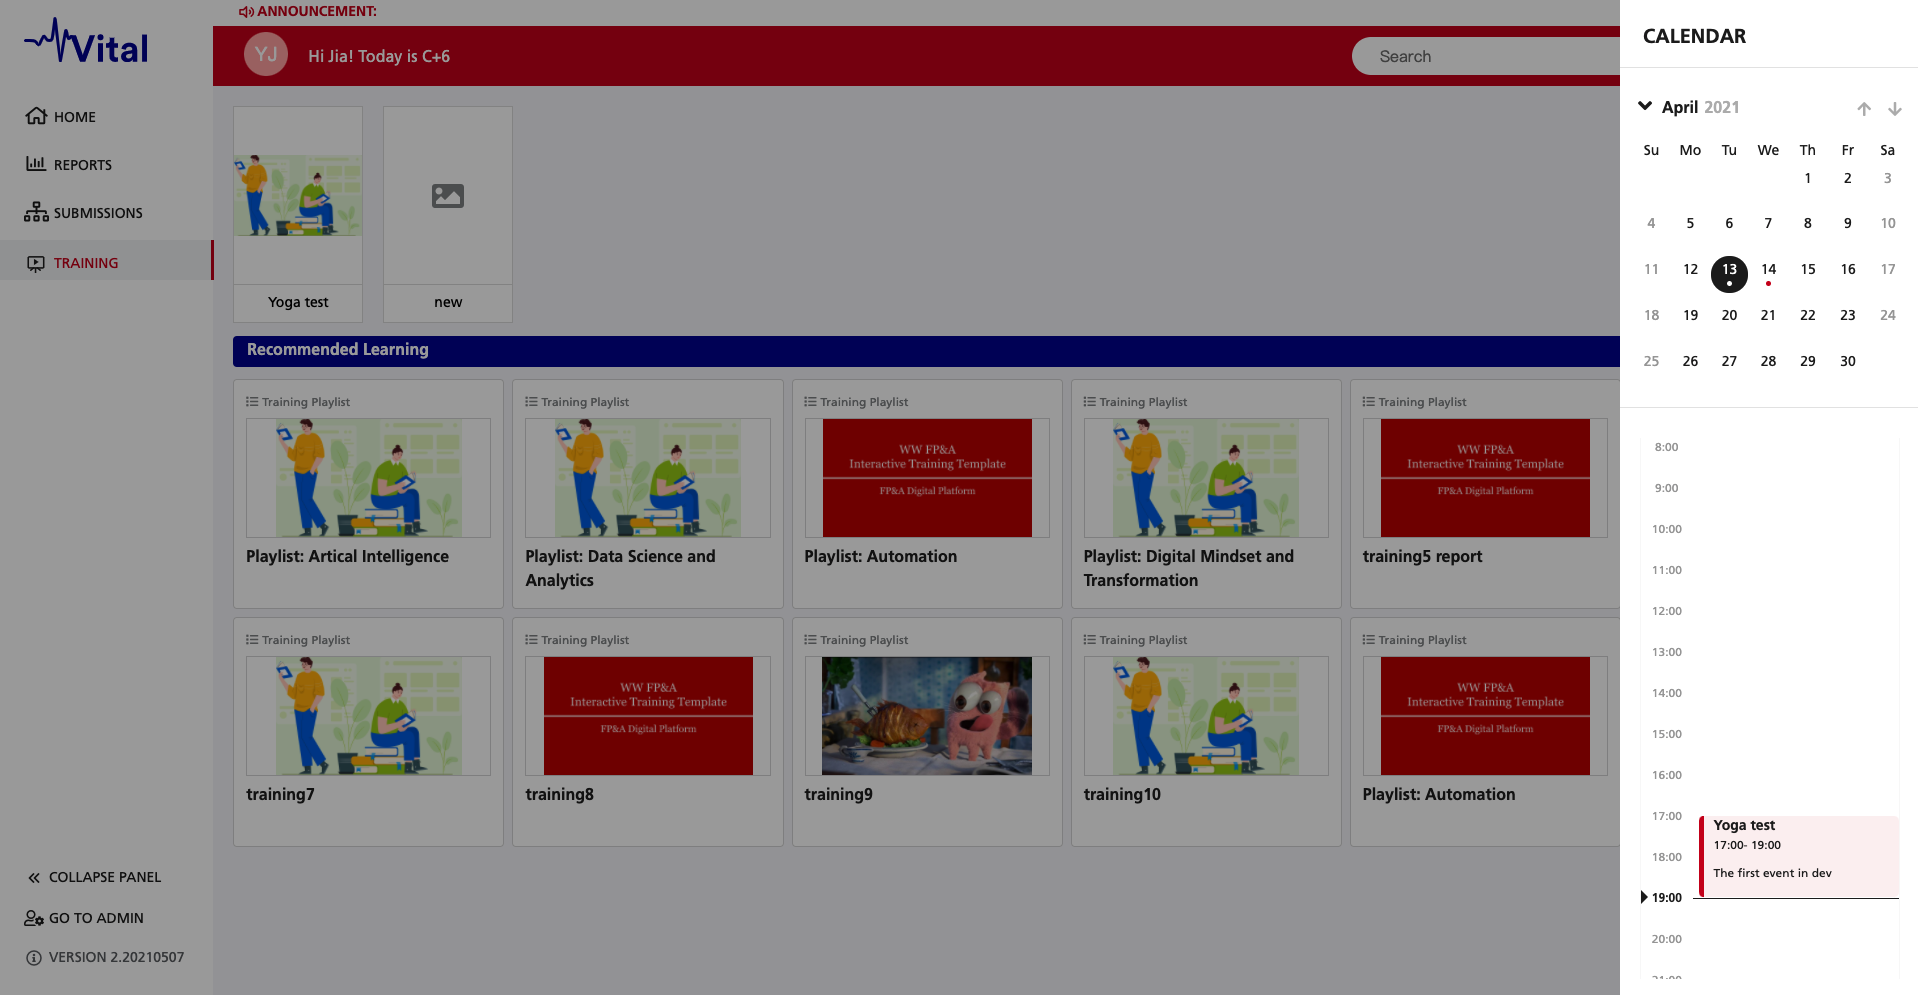 Vital
HOME
REPORTS
SUBMISSIONS
TRAINING
COLLAPSE PANEL
GO TO ADMIN
VERSION 2.20210507
ANNOUNCEMENT:
YJ
Hi Jia! Today is C+6
Search
Yoga test
new
Recommended Learning
Training Playlist
Playlist: Artical Intelligence
Training Playlist
Playlist: Data Science and
Analytics
Training Playlist
WW FP&A
Interactive Training Template
FP&A Digital Platform
Playlist: Automation
Training Playlist
Playlist: Digital Mindset and
Transformation
Training Playlist
WW FP&A
Interactive Training Template
FP&A Digital Platform
training5 report
Training Playlist
training7
Training Playlist
WW FP&A
Interactive Training Template
FP&A Digital Platform
training8
Training Playlist
training9
Training Playlist
training10
Training Playlist
WW FP&A
Interactive Training Template
FP&A Digital Platform
Playlist: Automation
CALENDAR
April 2021
Su Mo Tu We Th Fr Sa
1 2 3
4 5 6 7 8 9 10
11 12 13 14 15 16 17
18 19 20 21 22 23 24
25 26 27 28 29 30
8:00
9:00
10:00
11:00
12:00
13:00
14:00
15:00
16:00
17:00
Yoga test
17:00- 19:00
18:00
The first event in dev
19:00
20:00